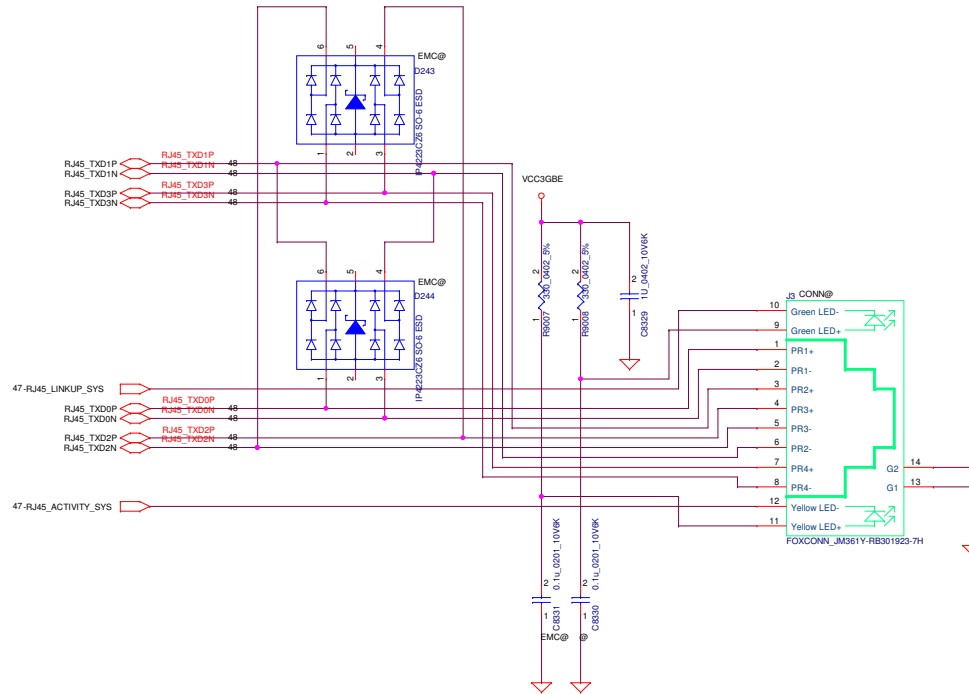 6 5 4
EMC@
D243
IP4223CZ6 SO-6 ESD
1 2 3
RJ45_TXD1P RJ45_TXD1P 48
RJ45_TXD1N RJ45_TXD1N 48
RJ45_TXD3P RJ45_TXD3P 48
RJ45_TXD3N RJ45_TXD3N 48
VCC3GBE
6 5 4
EMC@
D244
IP4223CZ6 SO-6 ESD
1 2 3
2 330_0402_5%
1 R9007
2 330_0402_5%
1 R9008
2 1U_0402_10V6K
1 C8329
J3 CONN@
10 Green LED-
9 Green LED+
1 PR1+
2 PR1-
3 PR2+
4 PR3+
5 PR3-
6 PR2-
7 PR4+
8 PR4-
12 Yellow LED-
11 Yellow LED+
G2 14
G1 13
FOXCONN_JM361Y-RB301923-7H
47-RJ45_LINKUP_SYS
RJ45_TXD0P RJ45_TXD0P 48
RJ45_TXD0N RJ45_TXD0N 48
RJ45_TXD2P RJ45_TXD2P 48
RJ45_TXD2N RJ45_TXD2N 48
47-RJ45_ACTIVITY_SYS
2 0.1u_0201_10V6K
1 C8331
EMC@
2 0.1u_0201_10V6K
1 C8330
@